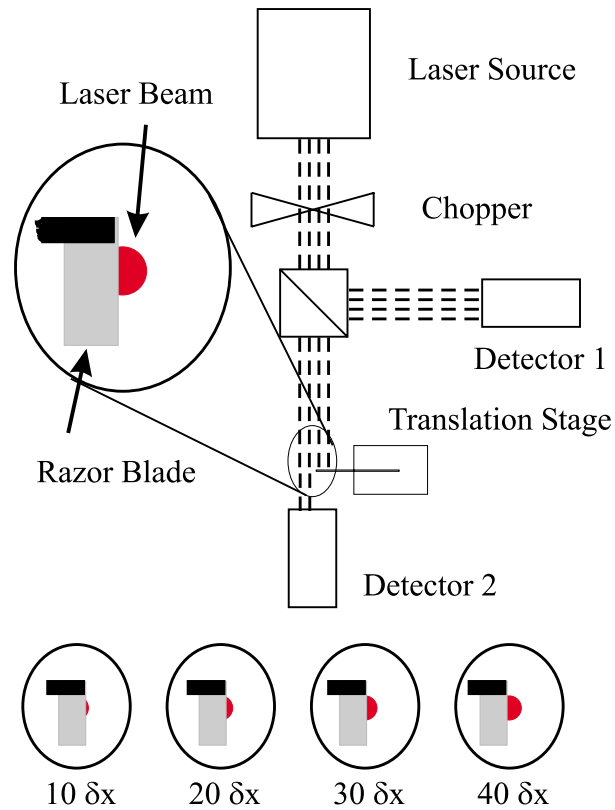 Laser Source
Laser Beam
Chopper
Detector 1
Translation Stage
Razor Blade
Detector 2
10 δx 20 δx 30 δx 40 δx